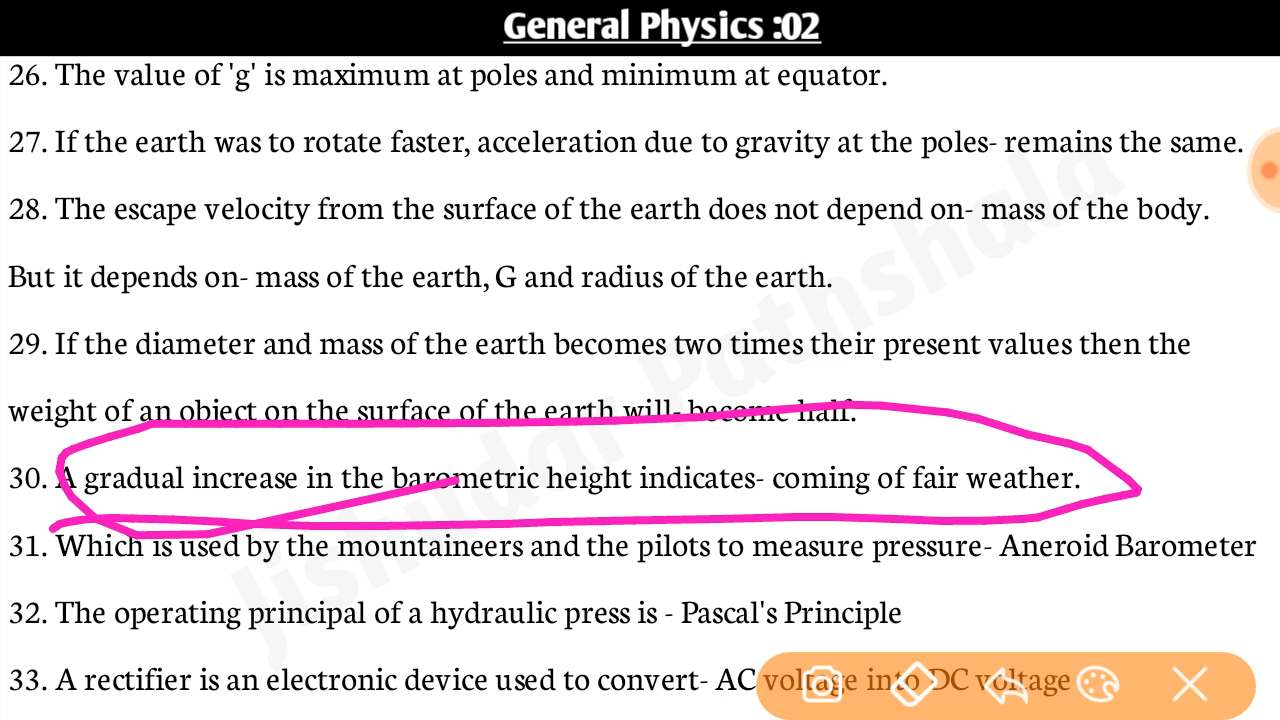 General Physics :02
26. The value of 'g' is maximum at poles and minimum at equator.
27. If the earth was to rotate faster, acceleration due to gravity at the poles- remains the same.
28. The escape velocity from the surface of the earth does not depend on- mass of the body.
But it depends on- mass of the earth, G and radius of the earth.
29. If the diameter and mass of the earth becomes two times their present values then the
weight of an object on the surface of the earth will- become half.
30. A gradual increase in the barometric height indicates- coming of fair weather.
31. Which is used by the mountaineers and the pilots to measure pressure- Aneroid Barometer
32. The operating principal of a hydraulic press is - Pascal's Principle
33. A rectifier is an electronic device used to convert- AC voltage into DC voltage